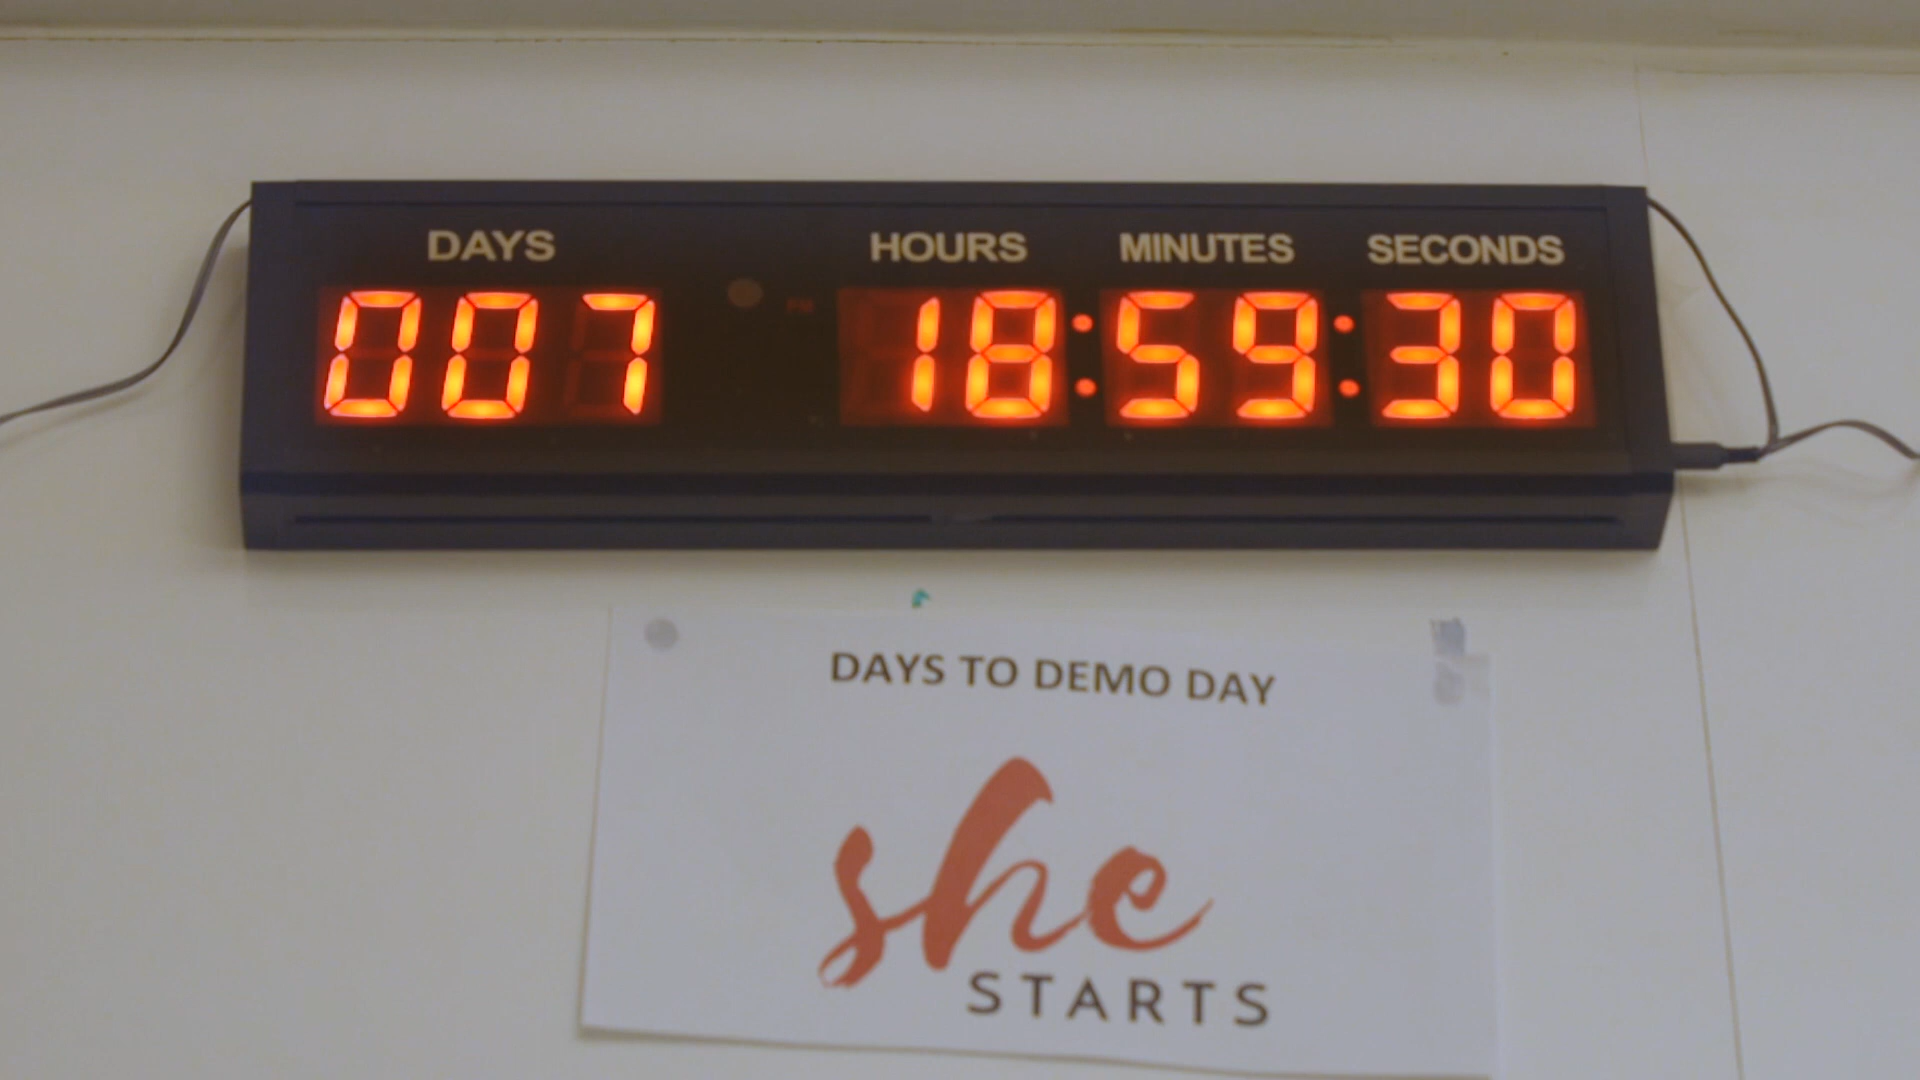 DAYS HOURS MINUTES SECONDS
007 18:59:30
DAYS TO DEMO DAY
she
STARTS